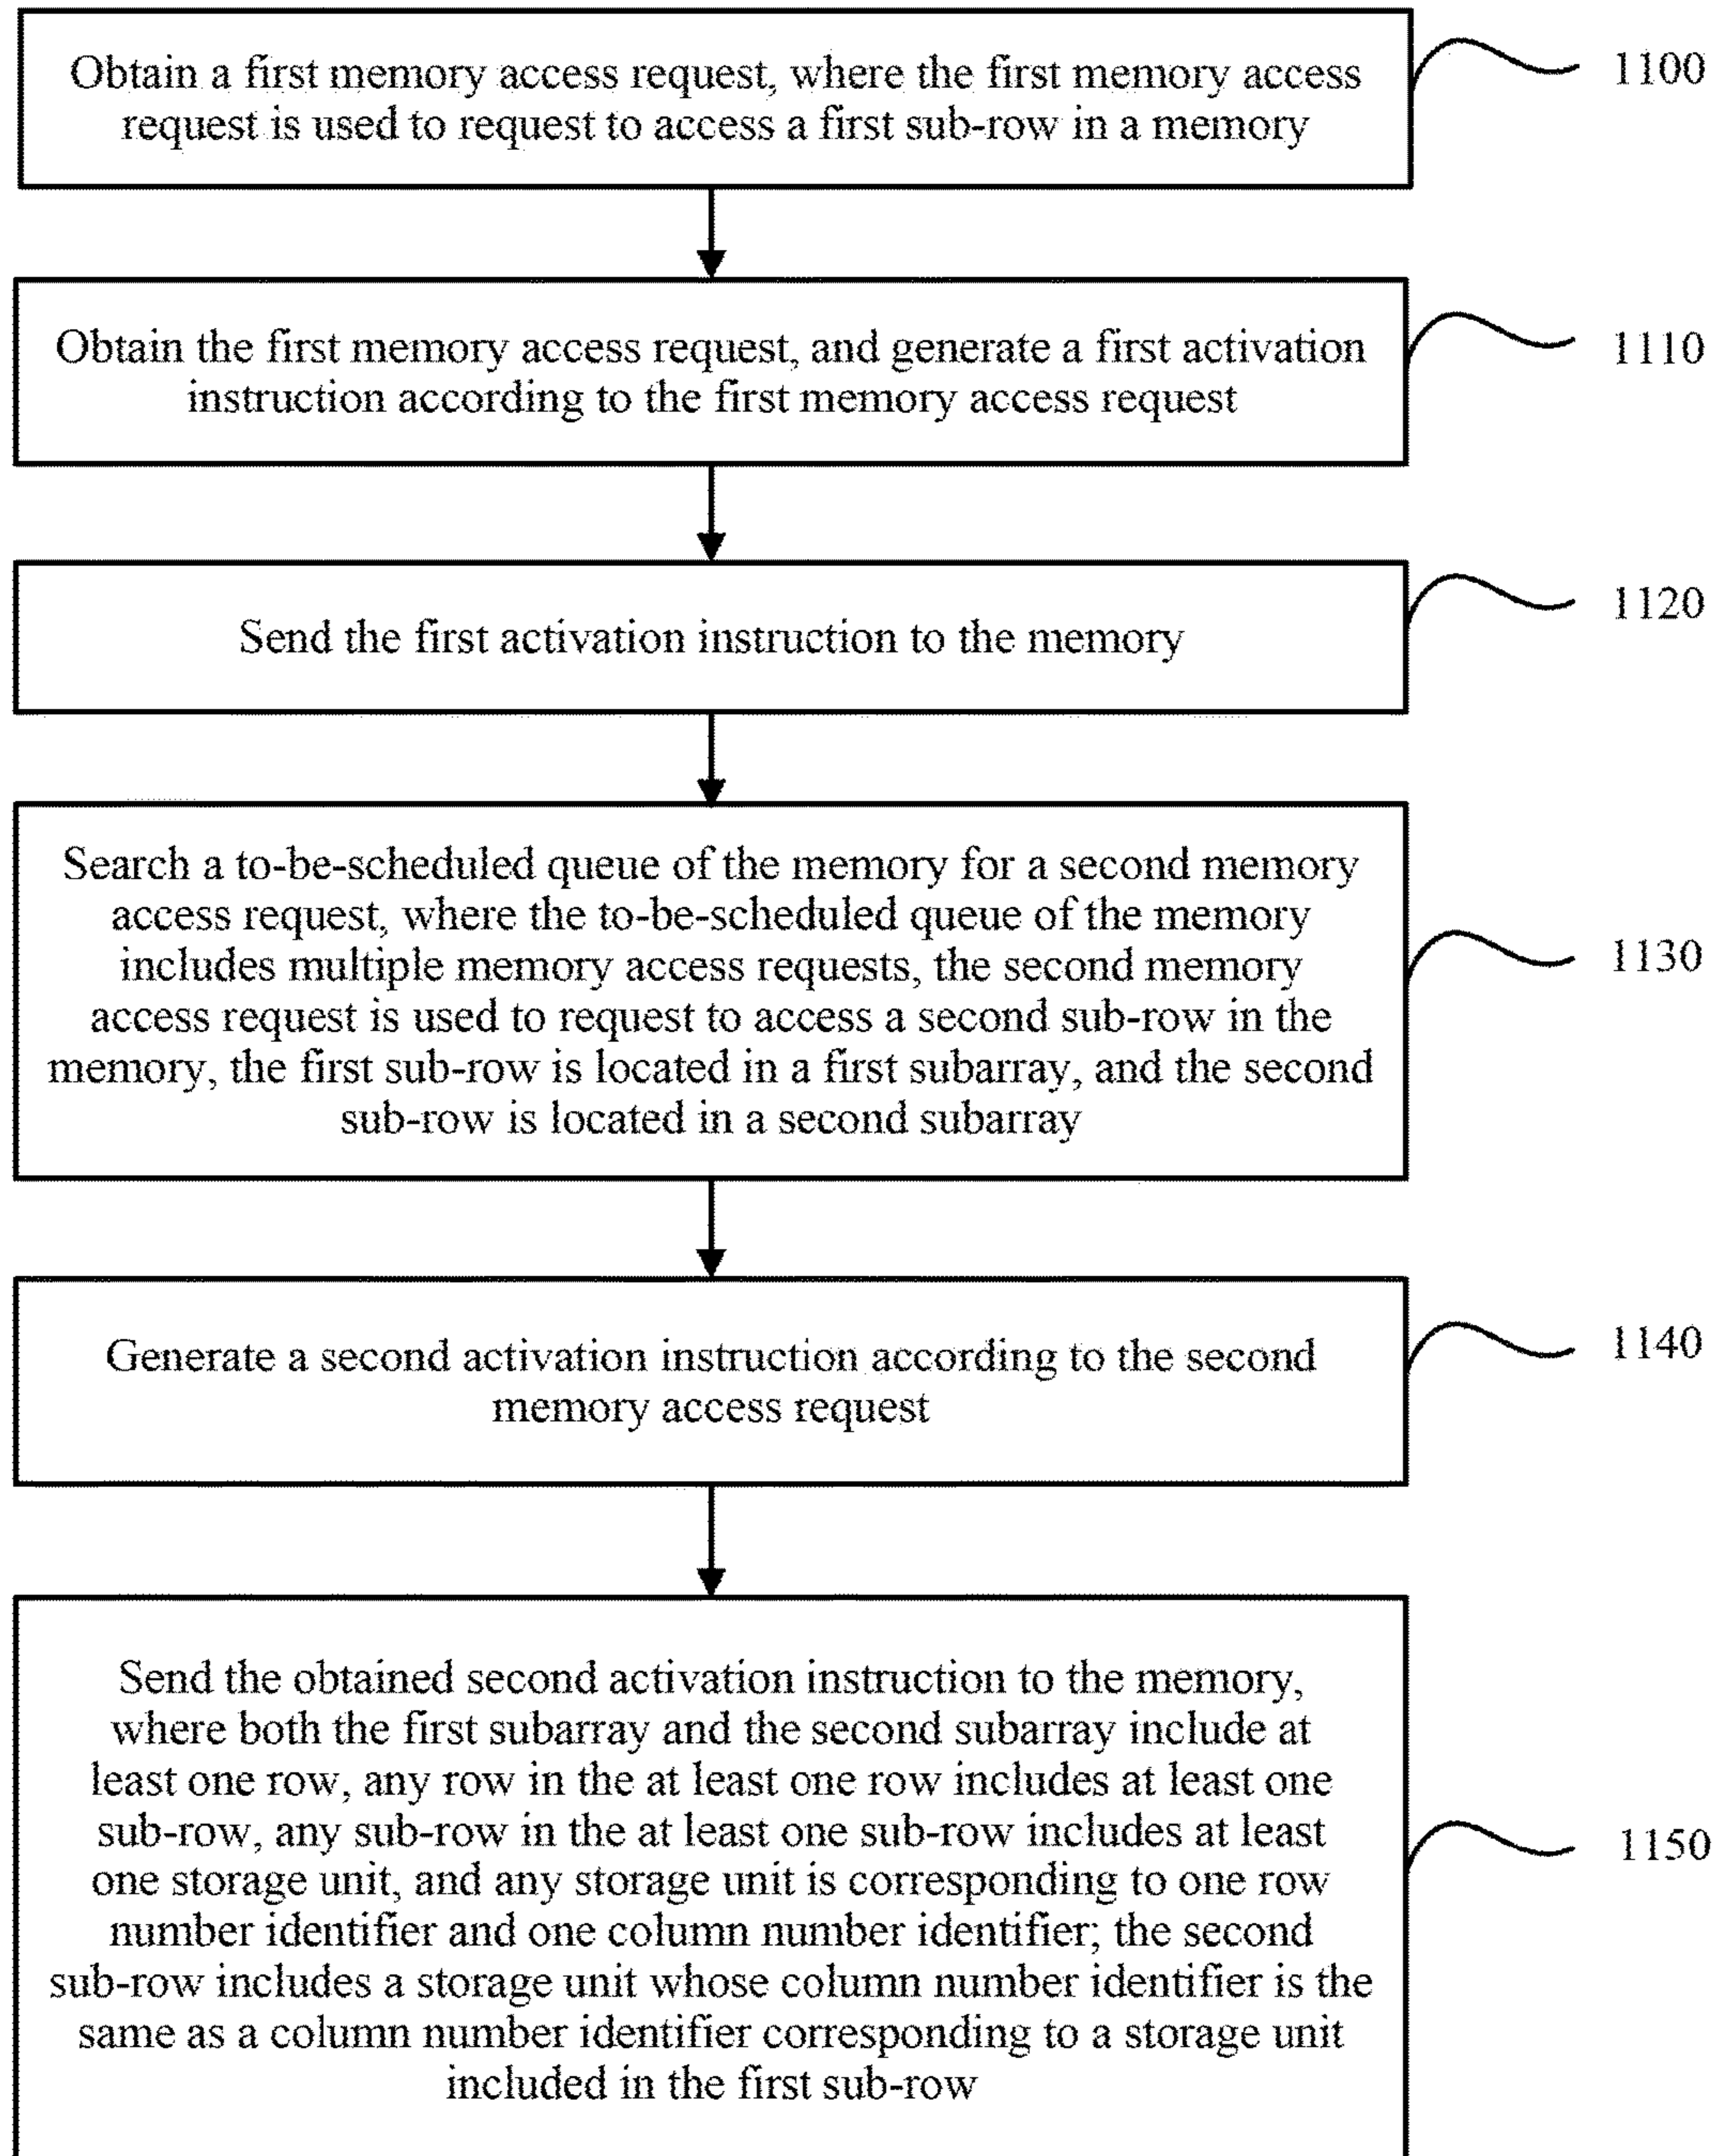 Obtain a first memory access request, where the first memory access
request is used to request to access a first sub-row in a memory
1100
Obtain the first memory access request, and generate a first activation
instruction according to the first memory access request
1110
Send the first activation instruction to the memory
1120
Search a to-be-scheduled queue of the memory for a second memory
access request, where the to-be-scheduled queue of the memory
includes multiple memory access requests, the second memory
access request is used to request to access a second sub-row in the
memory, the first sub-row is located in a first subarray, and the second
sub-row is located in a second subarray
1130
Generate a second activation instruction according to the second
memory access request
1140
Send the obtained second activation instruction to the memory,
where both the first subarray and the second subarray include at
least one row, any row in the at least one row includes at least one
sub-row, any sub-row in the at least one sub-row includes at least
one storage unit, and any storage unit is corresponding to one row
number identifier and one column number identifier; the second
sub-row includes a storage unit whose column number identifier is the
same as a column number identifier corresponding to a storage unit
included in the first sub-row
1150